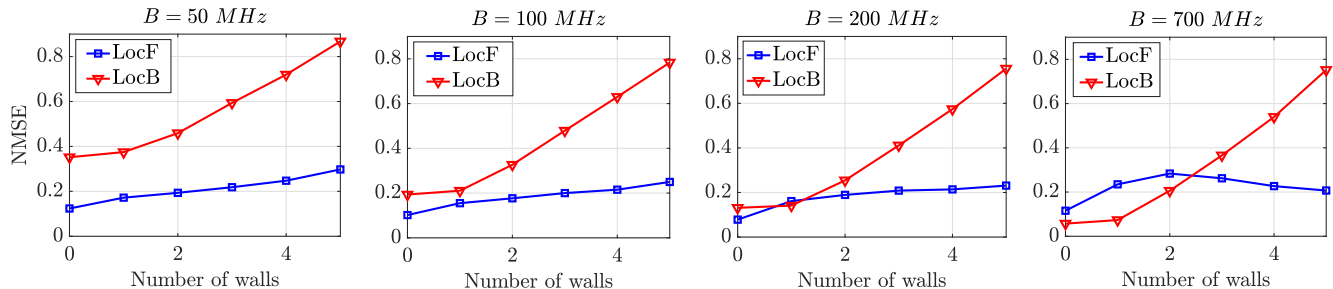 B = 50 MHz
B = 100 MHz
B = 200 MHz
B = 700 MHz
NMSE
0.8
0.6
0.4
0.2
0
LocF
LocB
0 2 4
Number of walls
0.8
0.6
0.4
0.2
0
LocF
LocB
0 2 4
Number of walls
0.8
0.6
0.4
0.2
0
LocF
LocB
0 2 4
Number of walls
0.8
0.6
0.4
0.2
0
LocF
LocB
0 2 4
Number of walls